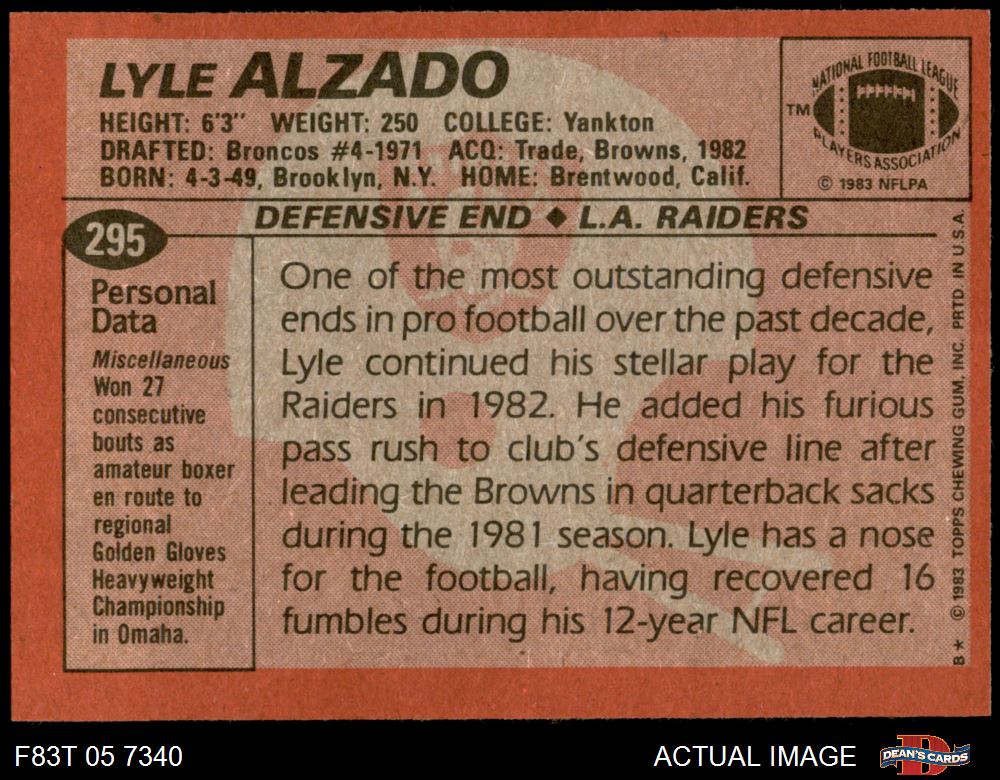 LYLE ALZADO
HEIGHT: 6'3" WEIGHT: 250 COLLEGE: Yankton
DRAFTED: Broncos #4-1971 ACQ: Trade, Browns, 1982
BORN: 4-3-49, Brooklyn, N.Y. HOME: Brentwood, Calif.
NATIONAL FOOTBALL LEAGUE
TM
PLAYERS ASSOCIATION
© 1983 NFLPA
295
DEFENSIVE END ◆ L.A. RAIDERS
Personal
Data
Miscellaneous
Won 27
consecutive
bouts as
amateur boxer
en route to
regional
Golden Gloves
Heavyweight
Championship
in Omaha.
One of the most outstanding defensive
ends in pro football over the past decade,
Lyle continued his stellar play for the
Raiders in 1982. He added his furious
pass rush to club's defensive line after
leading the Browns in quarterback sacks
during the 1981 season. Lyle has a nose
for the football, having recovered 16
fumbles during his 12-year NFL career.
B* © 1983 TOPPS CHEWING GUM, INC. PRTD. IN U.S.A.
F83T 05 7340
ACTUAL IMAGE
D
DEAN'S CARDS